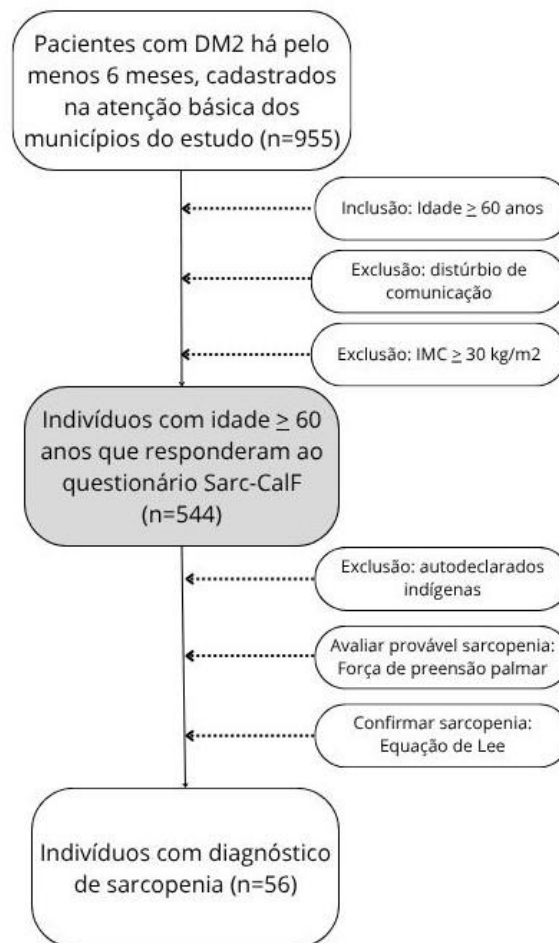 Pacientes com DM2 há pelo
menos 6 meses, cadastrados
na atenção básica dos
municípios do estudo (n=955)
Inclusão: Idade ≥ 60 anos
Exclusão: distúrbio de
comunicação
Exclusão: IMC ≥ 30 kg/m2
Indivíduos com idade ≥ 60
anos que responderam ao
questionário Sarc-CalF
(n=544)
Exclusão: autodeclarados
indígenas
Avaliar provável sarcopenia:
Força de preensão palmar
Confirmar sarcopenia:
Equação de Lee
Indivíduos com diagnóstico
de sarcopenia (n=56)